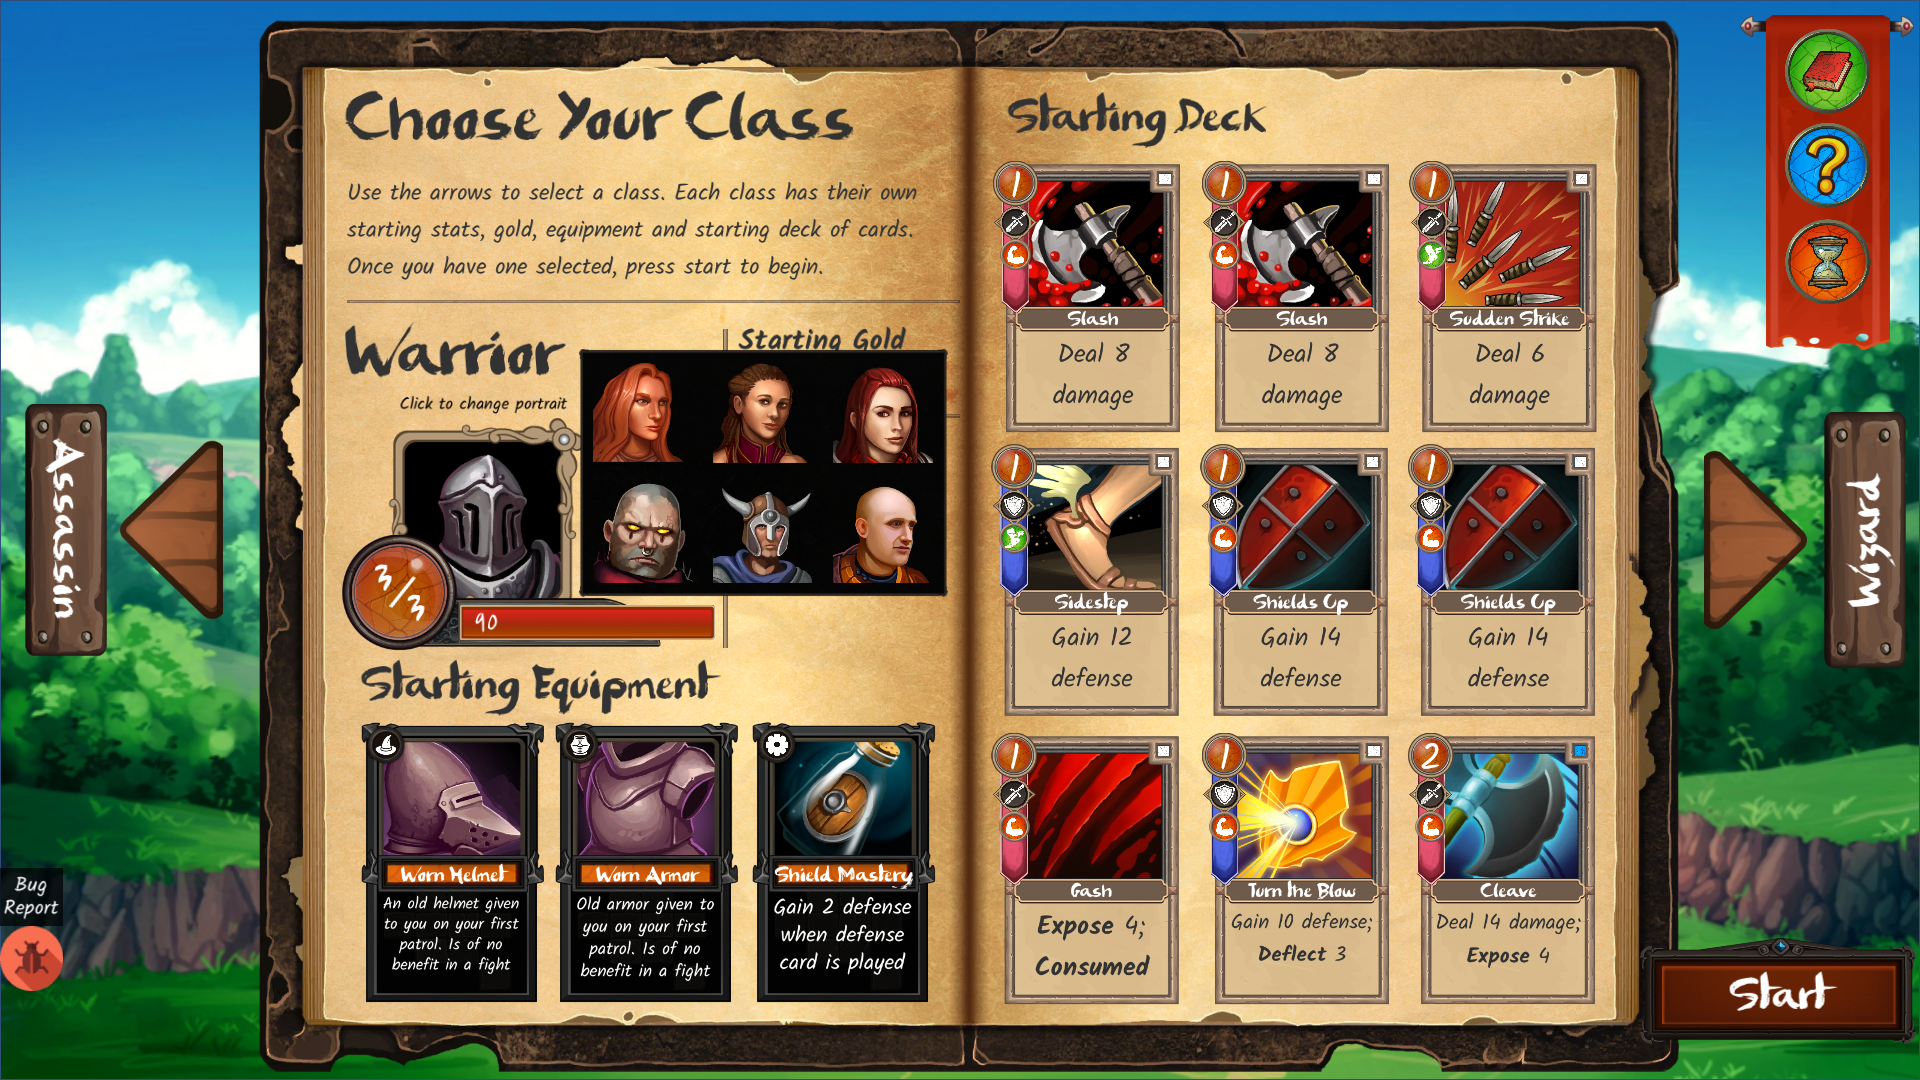 Choose Your Class
Use the arrows to select a class. Each class has their own
starting stats, gold, equipment and starting deck of cards.
Once you have one selected, press start to begin.
Warrior
Starting Gold
Click to change portrait
3/3
90
Starting Equipment
Worn Helmet
An old helmet given
to you on your first
patrol. Is of no
benefit in a fight
Worn Armor
Old armor given to
you on your first
patrol. Is of no
benefit in a fight
Shield Mastery
Gain 2 defense
when defense
card is played
Starting Deck
1
Slash
Deal 8
damage
1
Slash
Deal 8
damage
1
Sudden Strike
Deal 6
damage
1
Sidestep
Gain 12
defense
1
Shields Up
Gain 14
defense
1
Shields Up
Gain 14
defense
1
Gash
Expose 4;
Consumed
1
Turn the Blow
Gain 10 defense;
Deflect 3
2
Cleave
Deal 14 damage;
Expose 4
Assassin
Wizard
?
Bug
Report
Start